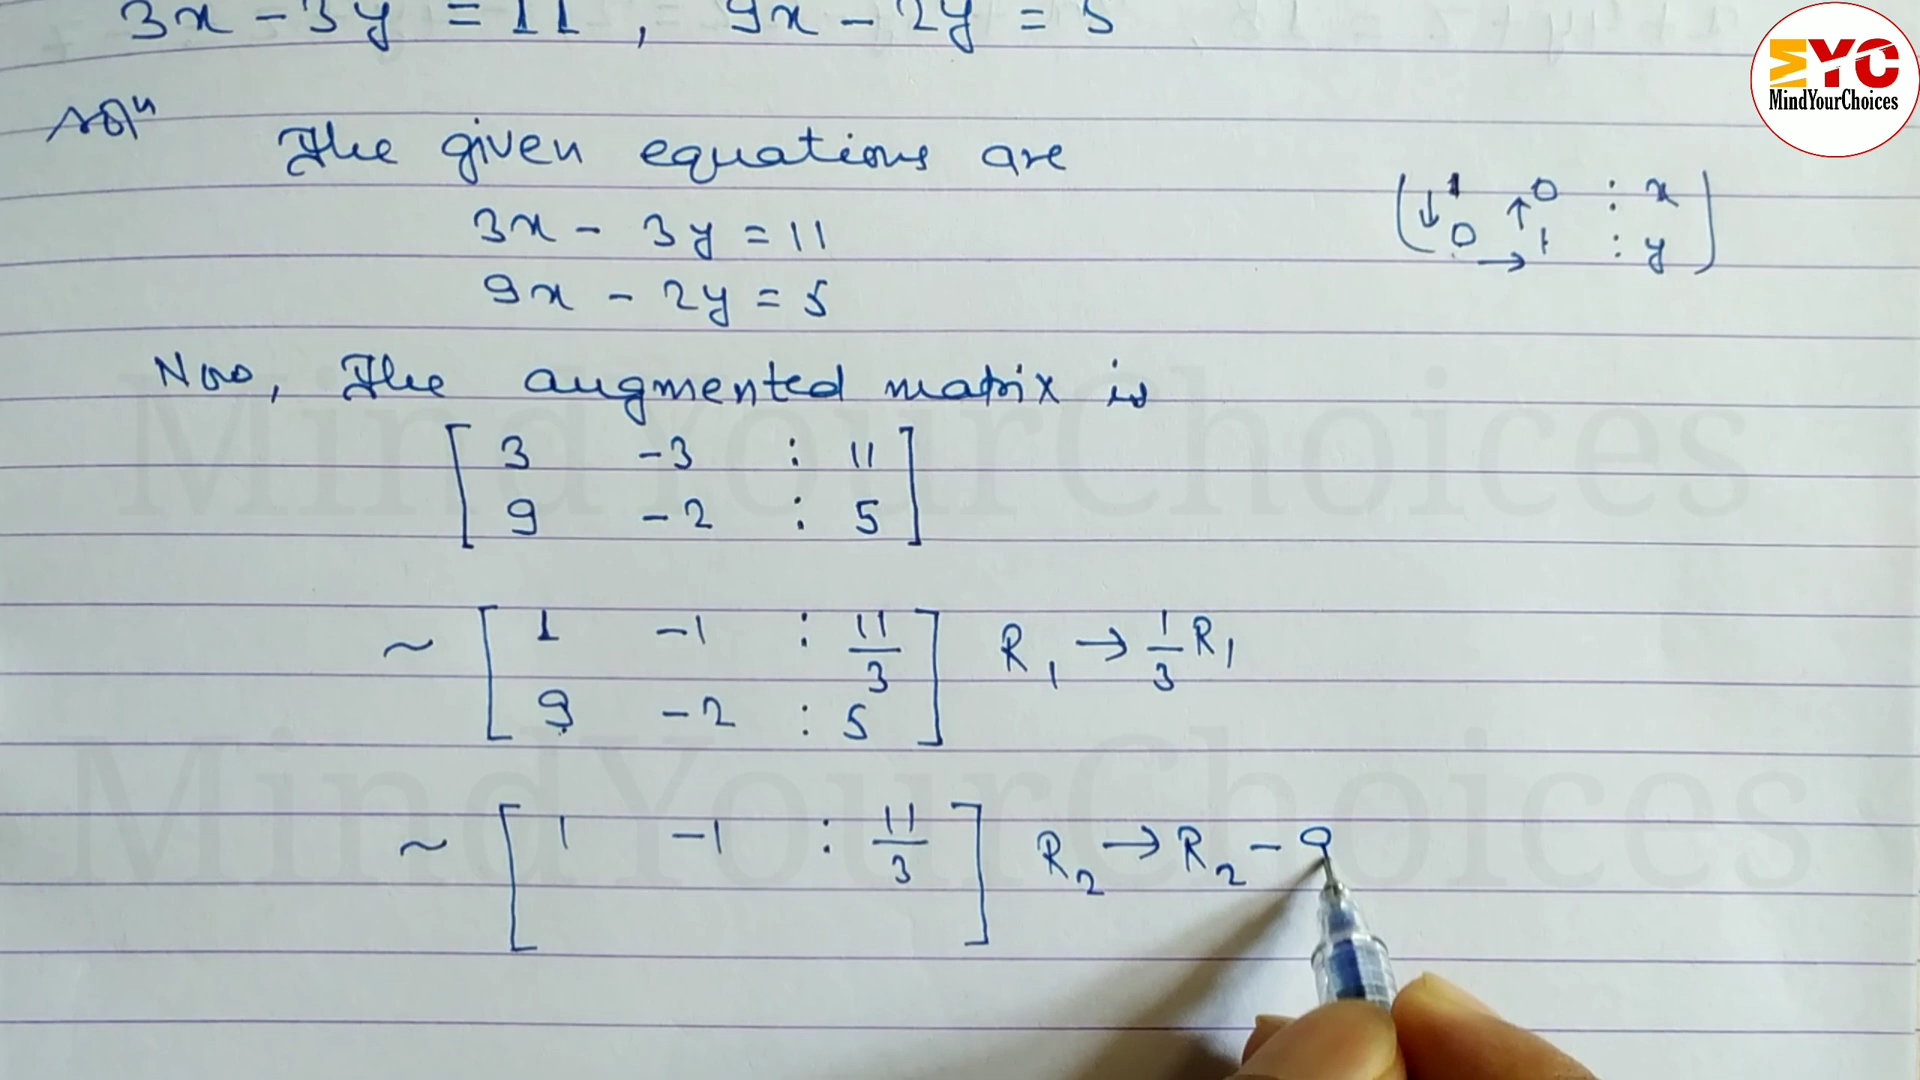 3x - 3y = 11 , 9x - 2y = 5
MYC
MindYourChoices
Solⁿ
The given equations are
3x - 3y = 11
9x - 2y = 5
( ↓ 1 ↑ 0 : x
0 → 1 : y )
Now, The augmented matrix is
[ 3 -3 : 11
9 -2 : 5 ]
~ [ 1 -1 : 11/3 ] R₁ → 1/3 R₁
9 -2 : 5
~ [ 1 -1 : 11/3 ] R₂ → R₂ - 9
MindYourChoices
MindYourChoices